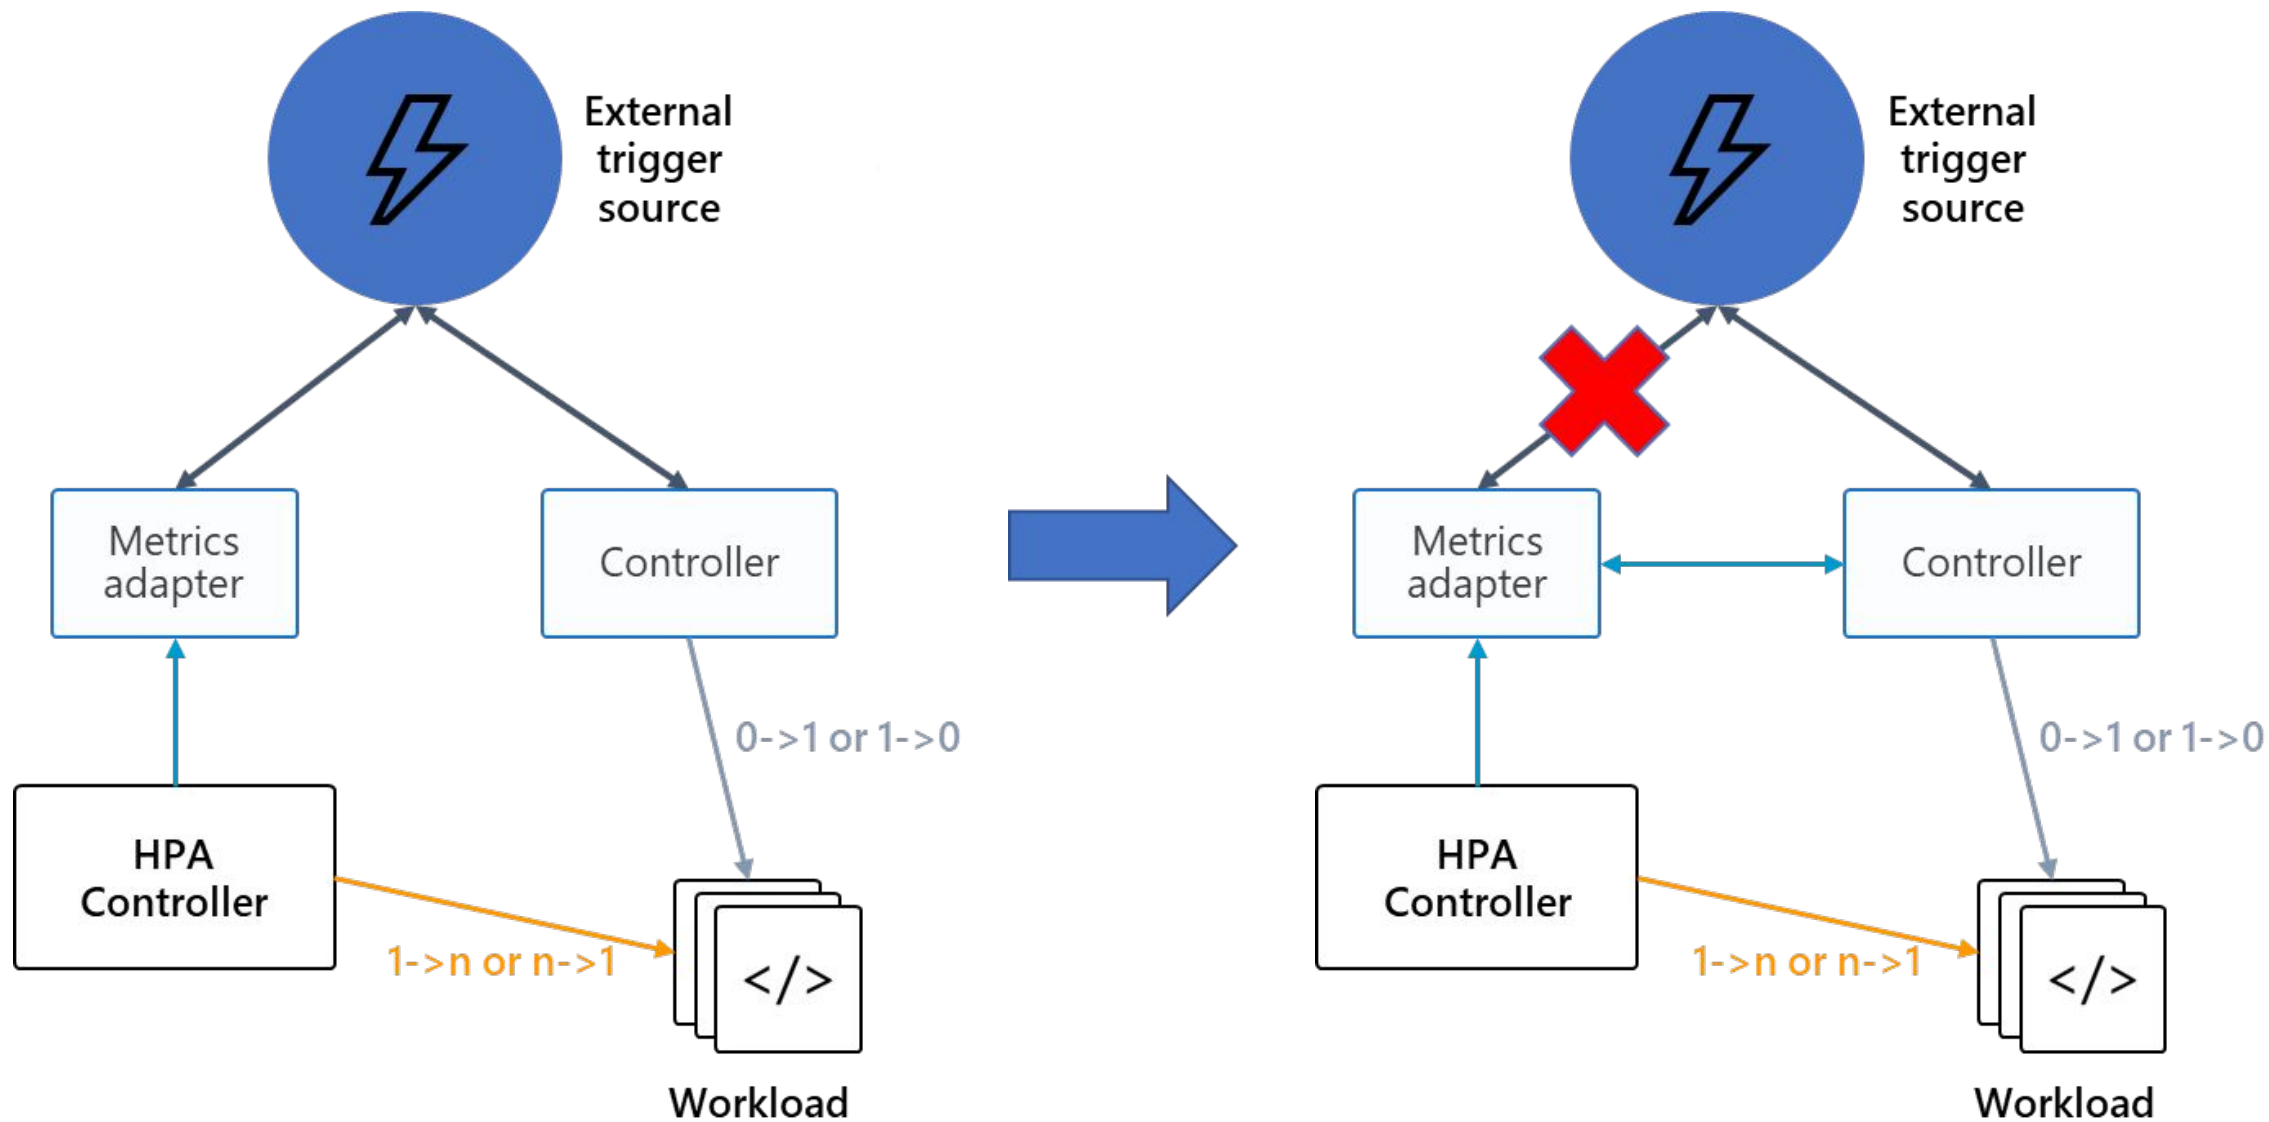 External
trigger
source
Metrics
adapter
Controller
0->1 or 1->0
HPA
Controller
1->n or n->1
</>
Workload
External
trigger
source
Metrics
adapter
Controller
0->1 or 1->0
HPA
Controller
1->n or n->1
</>
Workload